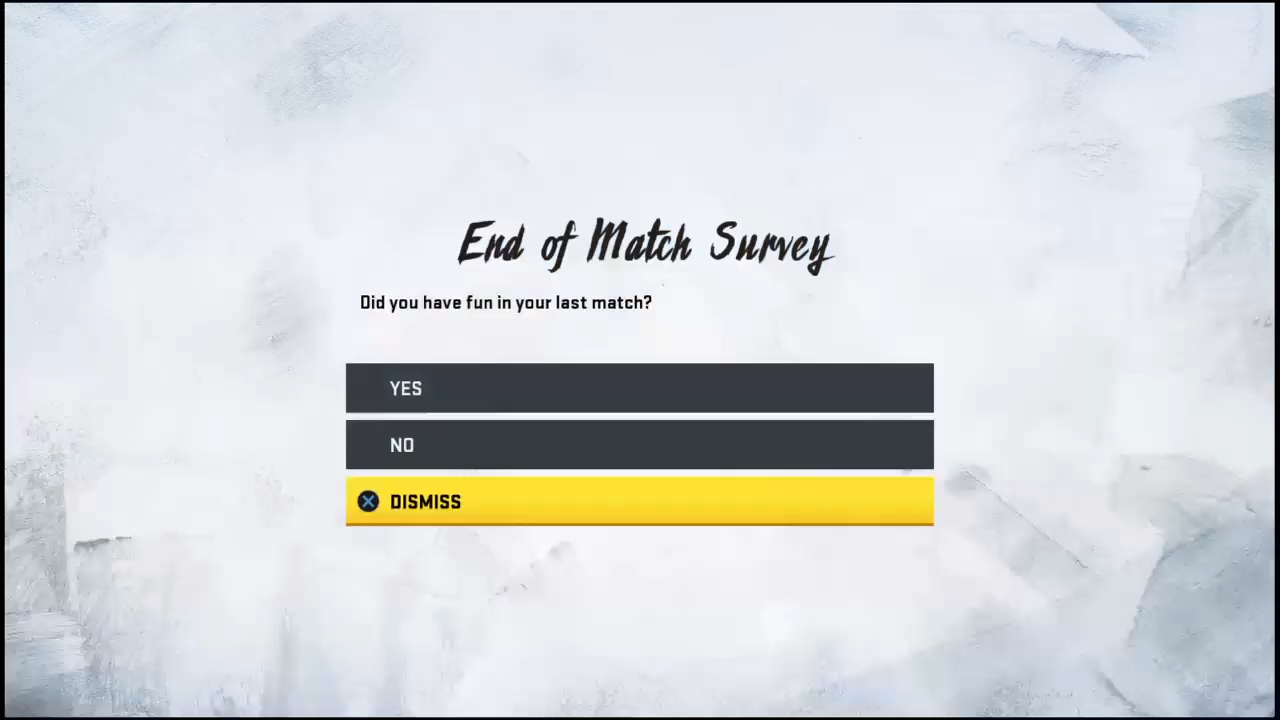 End of Match Survey
Did you have fun in your last match?
YES
NO
DISMISS